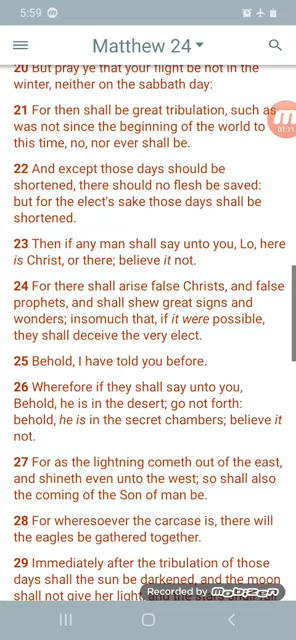 5:59
Matthew 24
20 But pray ye that your flight be not in the
winter, neither on the sabbath day:
21 For then shall be great tribulation, such as
was not since the beginning of the world to
this time, no, nor ever shall be.
22 And except those days should be
shortened, there should no flesh be saved:
but for the elect's sake those days shall be
shortened.
23 Then if any man shall say unto you, Lo, here
is Christ, or there; believe it not.
24 For there shall arise false Christs, and false
prophets, and shall shew great signs and
wonders; insomuch that, if it were possible,
they shall deceive the very elect.
25 Behold, I have told you before.
26 Wherefore if they shall say unto you,
Behold, he is in the desert; go not forth:
behold, he is in the secret chambers; believe it
not.
27 For as the lightning cometh out of the east,
and shineth even unto the west; so shall also
the coming of the Son of man be.
28 For wheresoever the carcase is, there will
the eagles be gathered together.
29 Immediately after the tribulation of those
days shall the sun be darkened, and the moon
shall not give her light, and the stars shall fall
Recorded by Mobizen